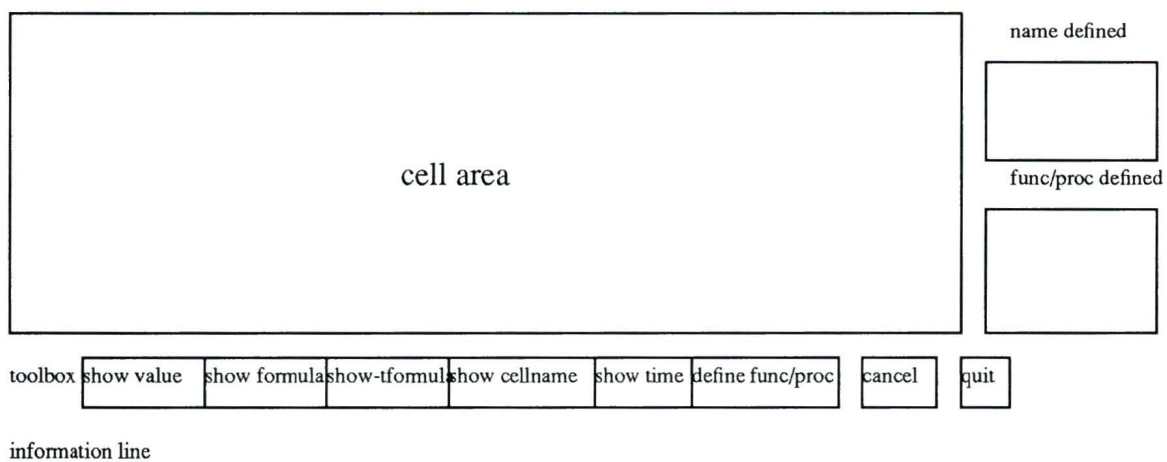 name defined
cell area
func/proc defined
toolbox show value show formula show-tformula show cellname show time define func/proc cancel quit
information line